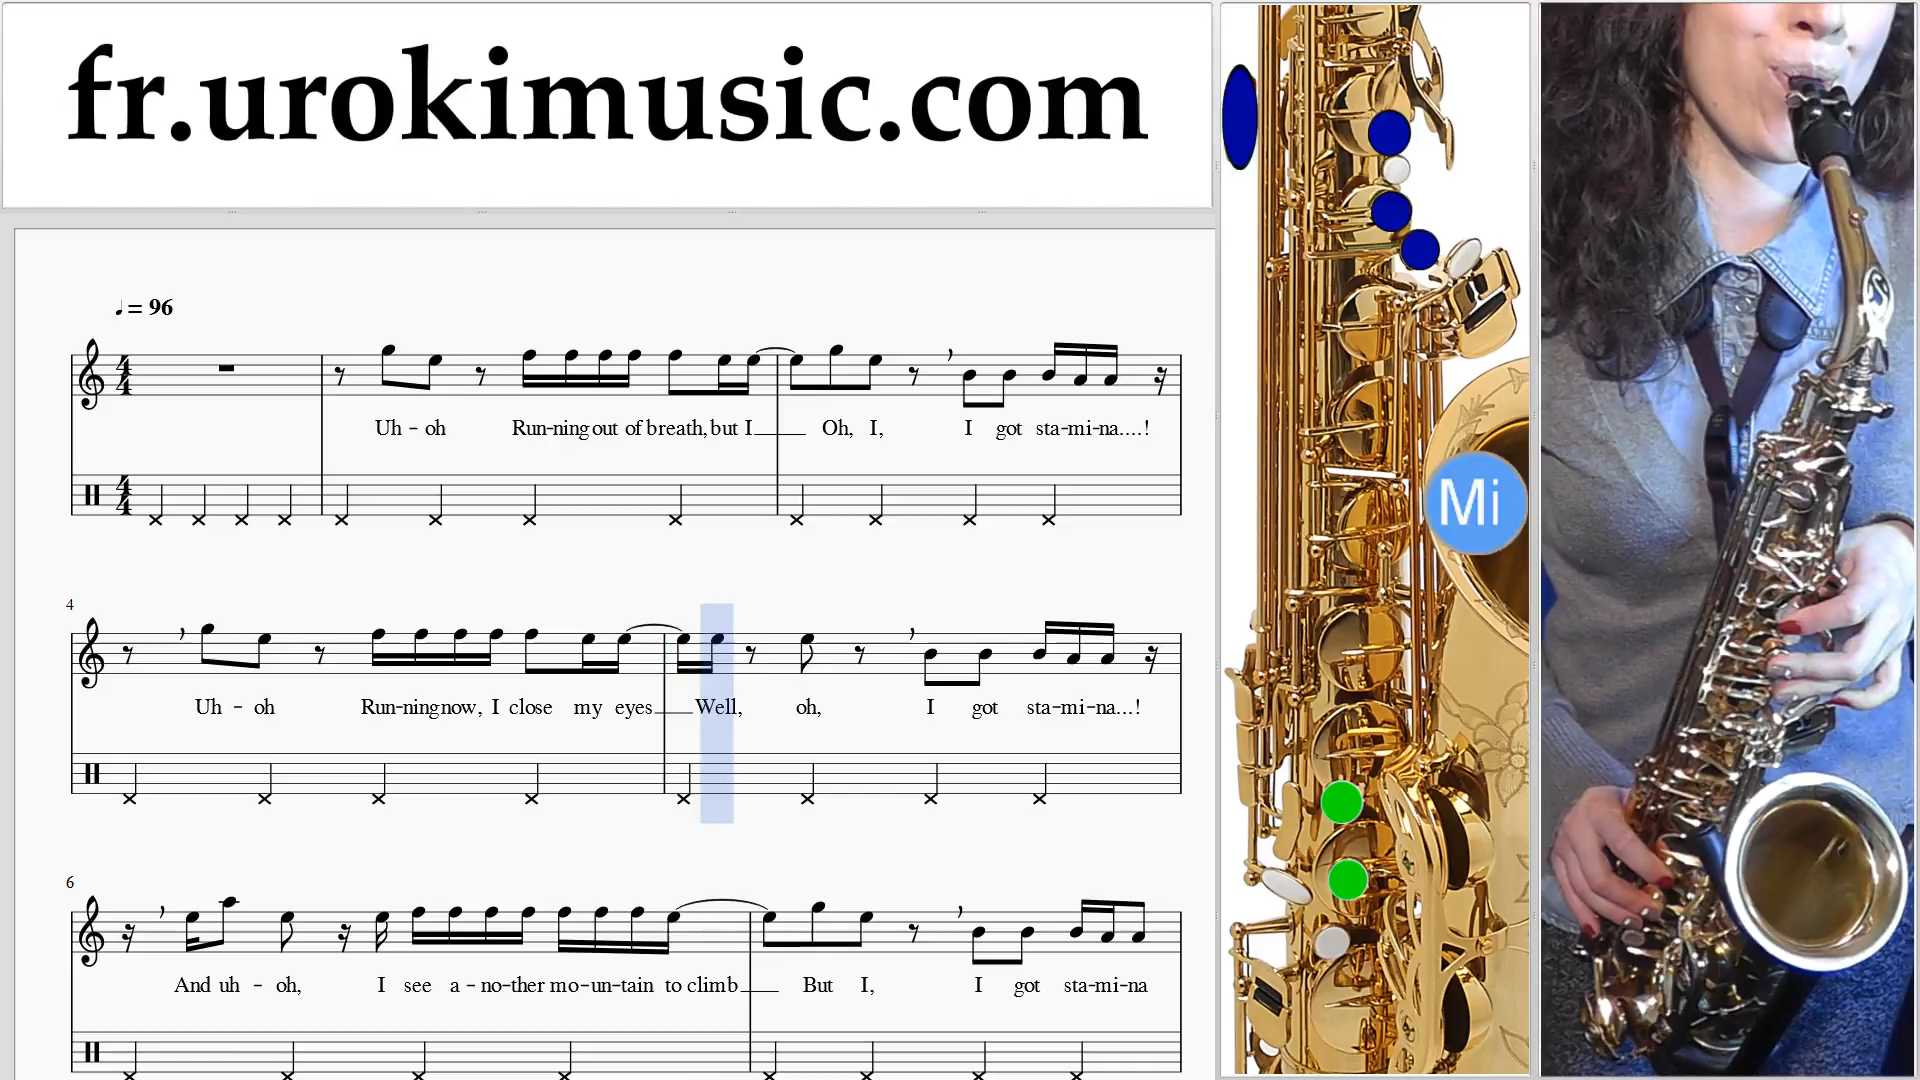 fr.urokimusic.com
♩ = 96
Uh - oh Run-ning out of breath, but I Oh, I, I got sta-mi-na....!
4
Uh - oh Run-ning now, I close my eyes Well, oh, I got sta-mi-na...!
6
And uh - oh, I see a - no-ther mo-un-tain to climb But I, I got sta-mi-na
Mi